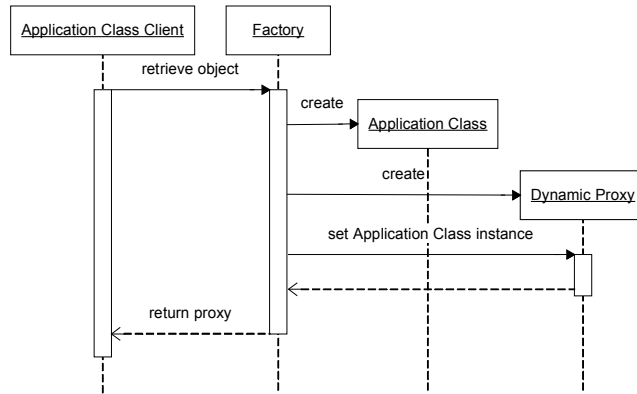 Application Class Client
Factory
retrieve object
create
Application Class
create
Dynamic Proxy
set Application Class instance
return proxy